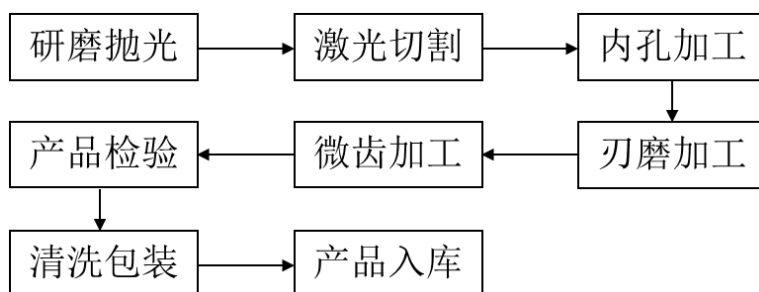 研磨抛光
激光切割
内孔加工
刃磨加工
微齿加工
产品检验
清洗包装
产品入库